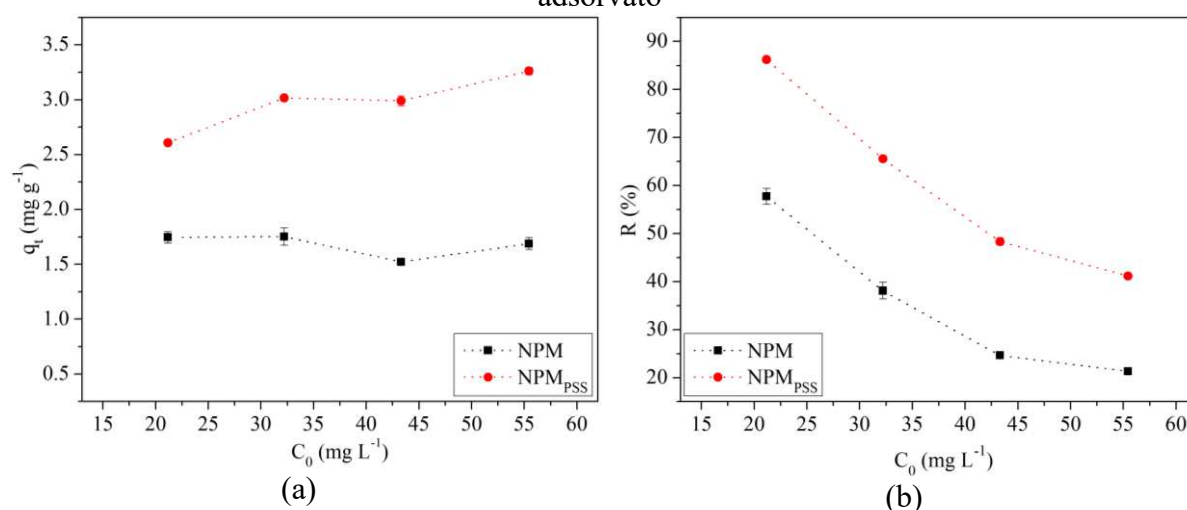 adsorvato
3.5
3.0
2.5
2.0
1.5
1.0
0.5
q_t (mg g^-1)
NPM
NPM_PSS
15 20 25 30 35 40 45 50 55 60
C_0 (mg L^-1)
(a)
90
80
70
60
50
40
30
20
R (%)
NPM
NPM_PSS
15 20 25 30 35 40 45 50 55 60
C_0 (mg L^-1)
(b)